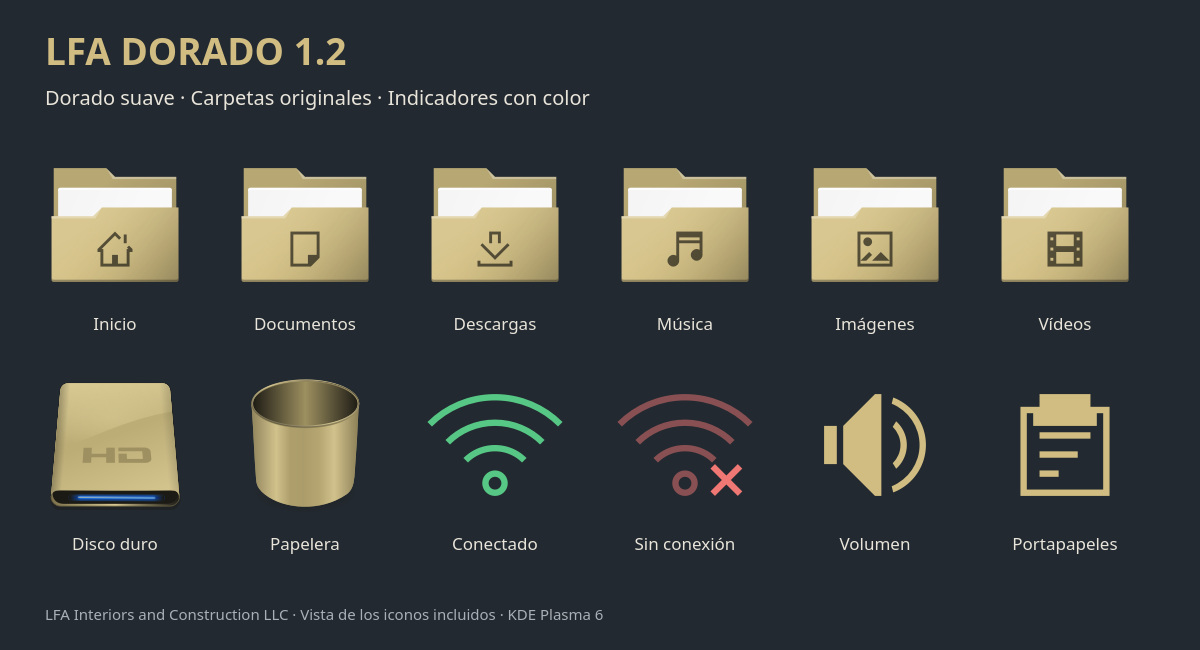 LFA DORADO 1.2
Dorado suave · Carpetas originales · Indicadores con color
Inicio
Documentos
Descargas
Música
Imágenes
Vídeos
HD
Disco duro
Papelera
Conectado
Sin conexión
Volumen
Portapapeles
LFA Interiors and Construction LLC · Vista de los iconos incluidos · KDE Plasma 6